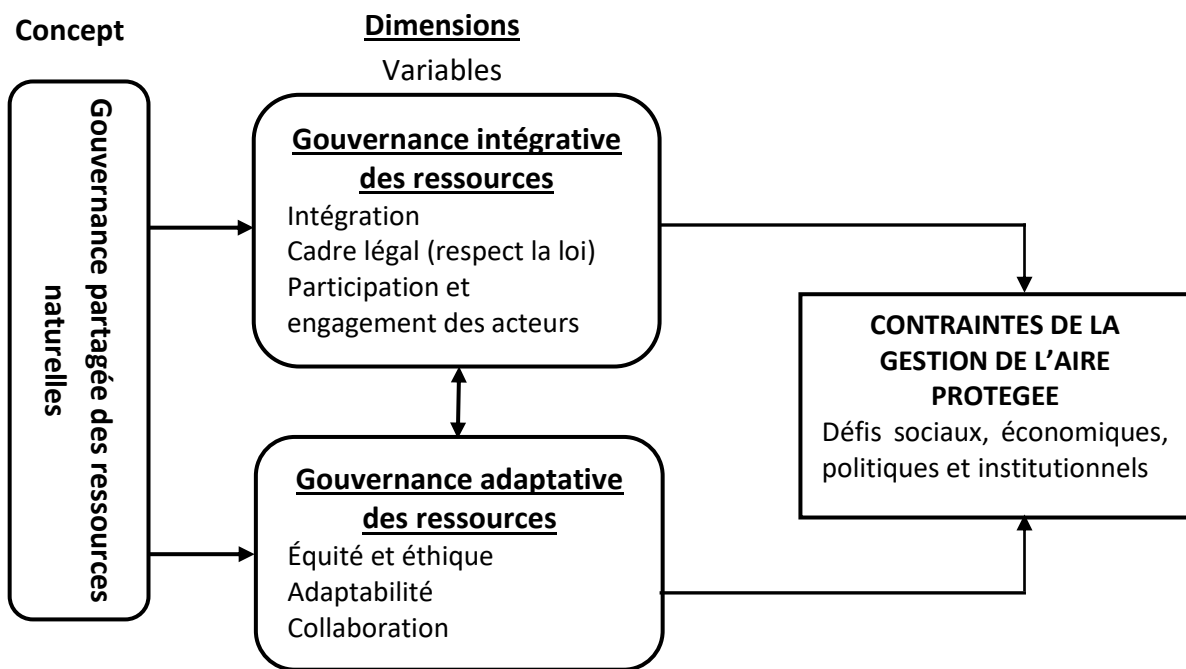 Concept
Dimensions
Variables
Gouvernance partagée des ressources
naturelles
Gouvernance intégrative
des ressources
Intégration
Cadre légal (respect la loi)
Participation et
engagement des acteurs
Gouvernance adaptative
des ressources
Équité et éthique
Adaptabilité
Collaboration
CONTRAINTES DE LA
GESTION DE L’AIRE
PROTEGEE
Défis sociaux, économiques,
politiques et institutionnels